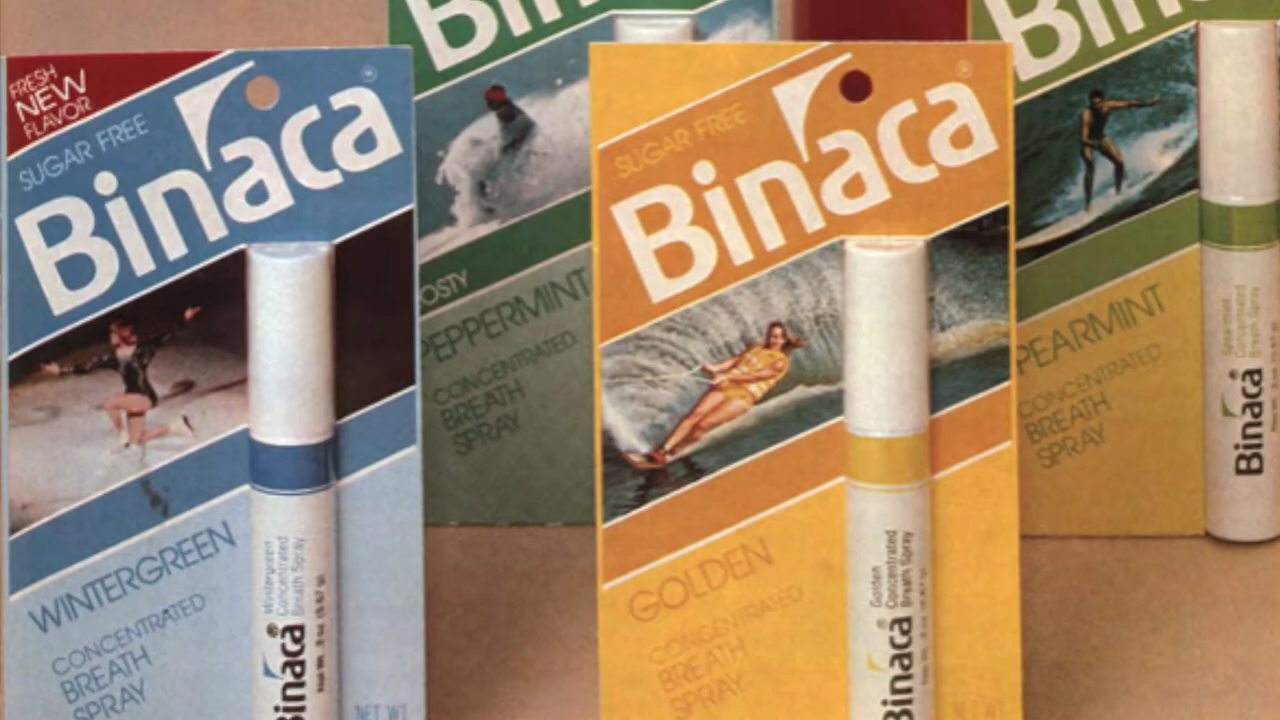 FRESH
NEW
FLAVOR
SUGAR FREE
Binaca®
WINTERGREEN
CONCENTRATED
BREATH
SPRAY
NET WT.
Wintergreen
Concentrated
Breath Spray
Binaca®
Bin
OSTY
PEPPERMINT
CONCENTRATED
BREATH
SPRAY
SUGAR FREE
Binaca®
GOLDEN
CONCENTRATED
BREATH
SPRAY
NET WT.
Golden
Concentrated
Breath Spray
Binaca®
Bin
PEARMINT
CONCENTRATED
BREATH
SPRAY
Spearmint
Concentrated
Breath Spray
Binaca®